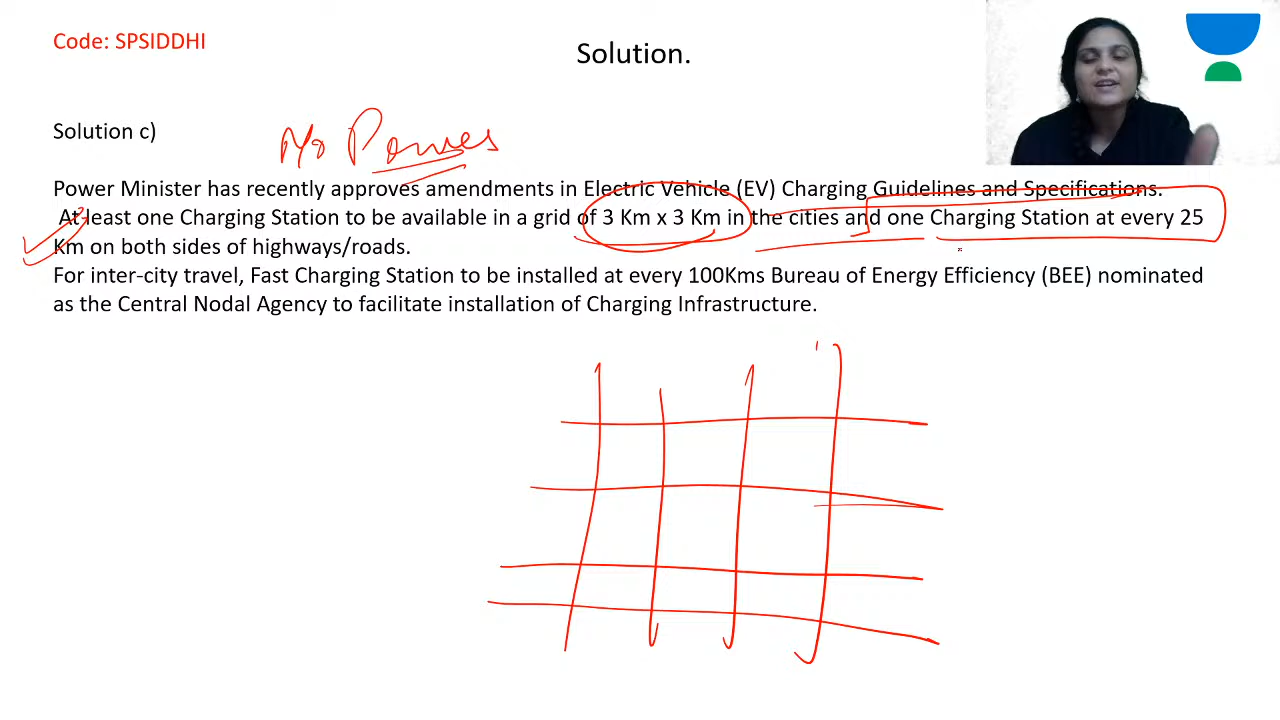 Code: SPSIDDHI
Solution.
Solution c)
Power Minister has recently approves amendments in Electric Vehicle (EV) Charging Guidelines and Specifications.
At least one Charging Station to be available in a grid of 3 Km x 3 Km in the cities and one Charging Station at every 25
Km on both sides of highways/roads.
For inter-city travel, Fast Charging Station to be installed at every 100Kms Bureau of Energy Efficiency (BEE) nominated
as the Central Nodal Agency to facilitate installation of Charging Infrastructure.